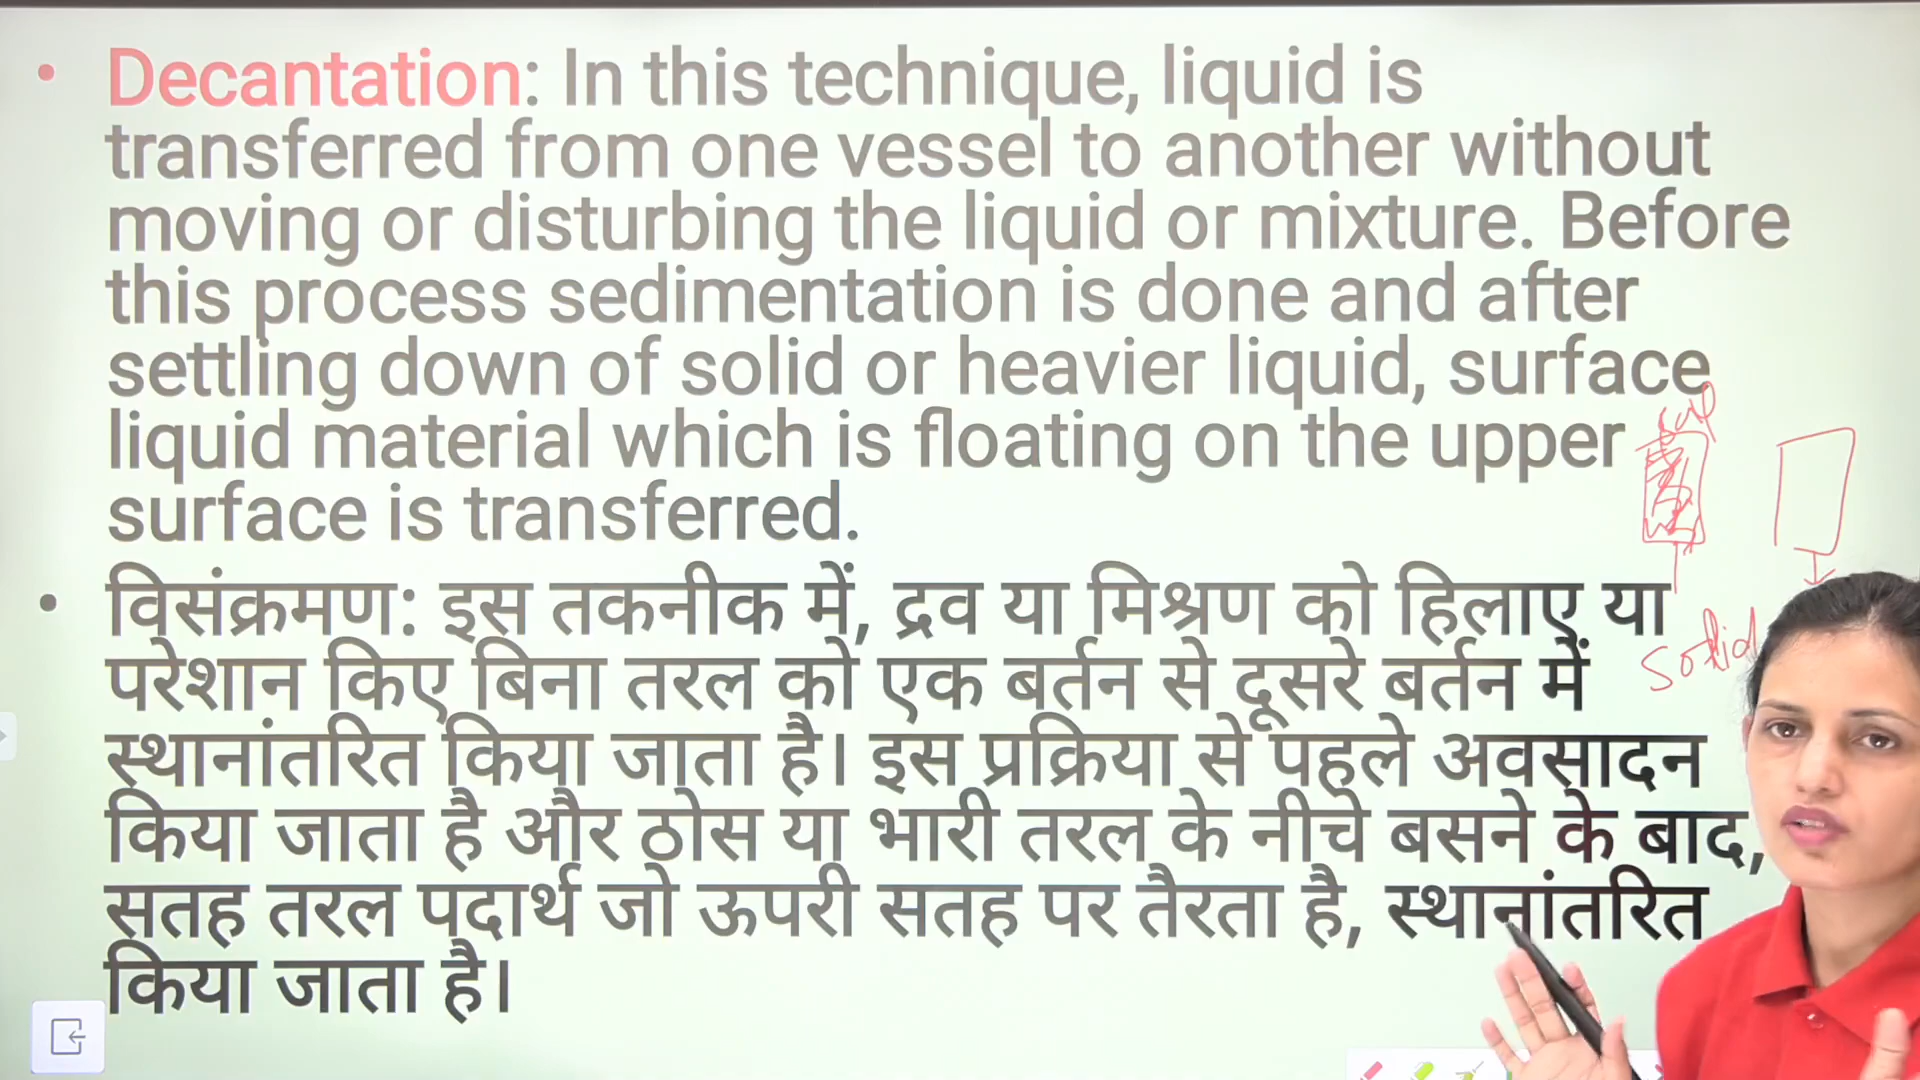 • Decantation: In this technique, liquid is
transferred from one vessel to another without
moving or disturbing the liquid or mixture. Before
this process sedimentation is done and after
settling down of solid or heavier liquid, surface
liquid material which is floating on the upper
surface is transferred.
• विसंक्रमण: इस तकनीक में, द्रव या मिश्रण को हिलाए या
परेशान किए बिना तरल को एक बर्तन से दूसरे बर्तन में
स्थानांतरित किया जाता है। इस प्रक्रिया से पहले अवसादन
किया जाता है और ठोस या भारी तरल के नीचे बसने के बाद,
सतह तरल पदार्थ जो ऊपरी सतह पर तैरता है, स्थानांतरित
किया जाता है।
solid